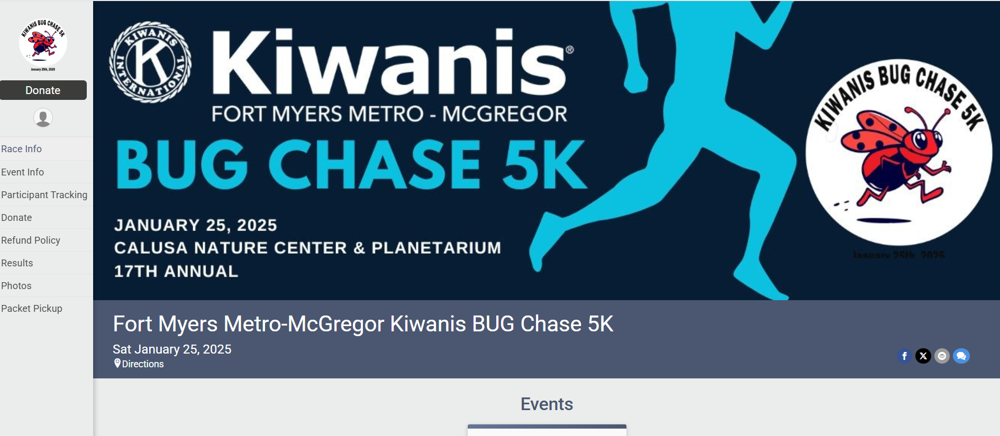 KIWANIS BUG CHASE 5K
January 25th, 2025
Donate
Race Info
Event Info
Participant Tracking
Donate
Refund Policy
Results
Photos
Packet Pickup
KIWANIS
K
INTERNATIONAL
Kiwanis®
FORT MYERS METRO - MCGREGOR
BUG CHASE 5K
JANUARY 25, 2025
CALUSA NATURE CENTER & PLANETARIUM
17TH ANNUAL
KIWANIS BUG CHASE 5K
January 25th, 2025
Fort Myers Metro-McGregor Kiwanis BUG Chase 5K
Sat January 25, 2025
Directions
Events